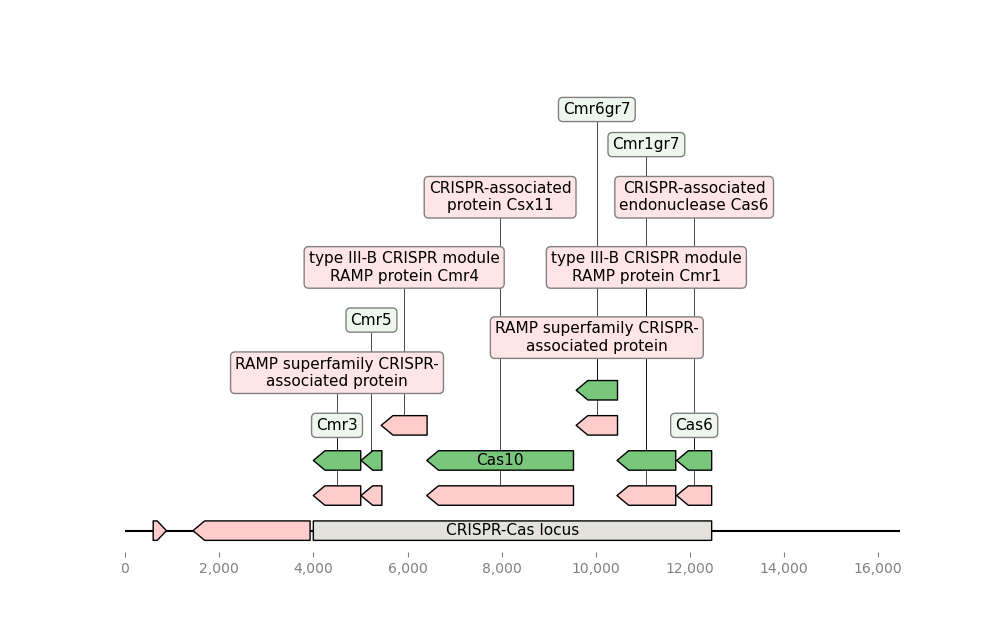 Cmr6gr7
Cmr1gr7
CRISPR-associated
protein Csx11
CRISPR-associated
endonuclease Cas6
type III-B CRISPR module
RAMP protein Cmr4
type III-B CRISPR module
RAMP protein Cmr1
Cmr5
RAMP superfamily CRISPR-
associated protein
RAMP superfamily CRISPR-
associated protein
Cmr3
Cas6
Cas10
CRISPR-Cas locus
0
2,000
4,000
6,000
8,000
10,000
12,000
14,000
16,000